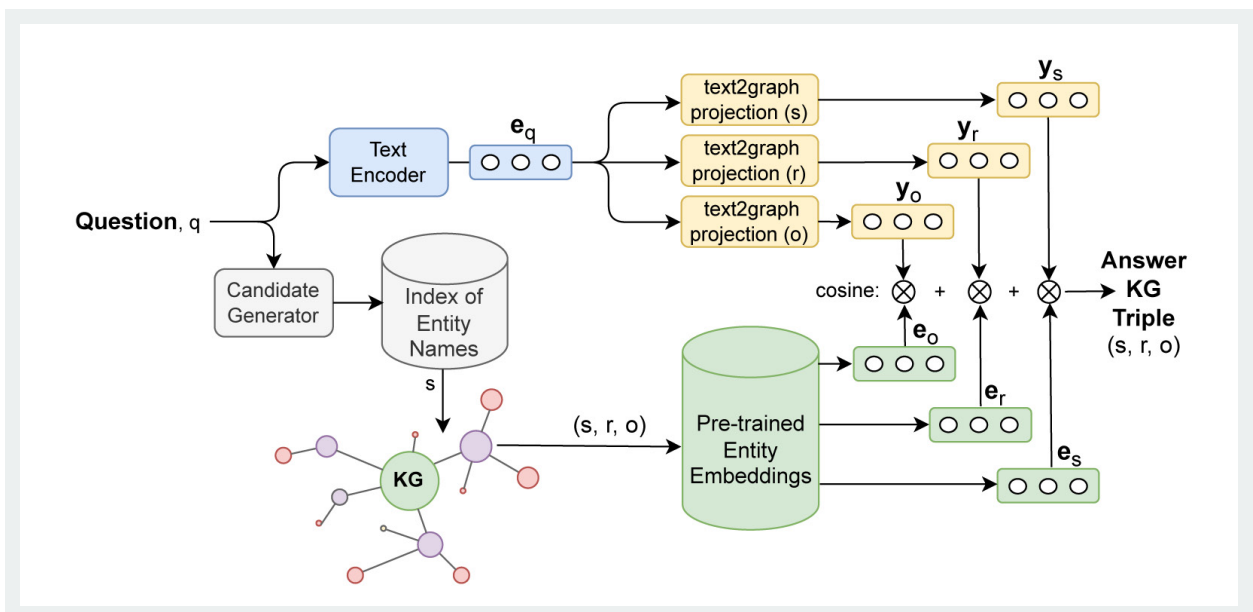 Question, q
Text
Encoder
e_q
text2graph
projection (s)
text2graph
projection (r)
text2graph
projection (o)
y_s
y_r
y_o
Candidate
Generator
Index of
Entity
Names
s
KG
(s, r, o)
Pre-trained
Entity
Embeddings
cosine:
+
+
e_o
e_r
e_s
Answer
KG
Triple
(s, r, o)